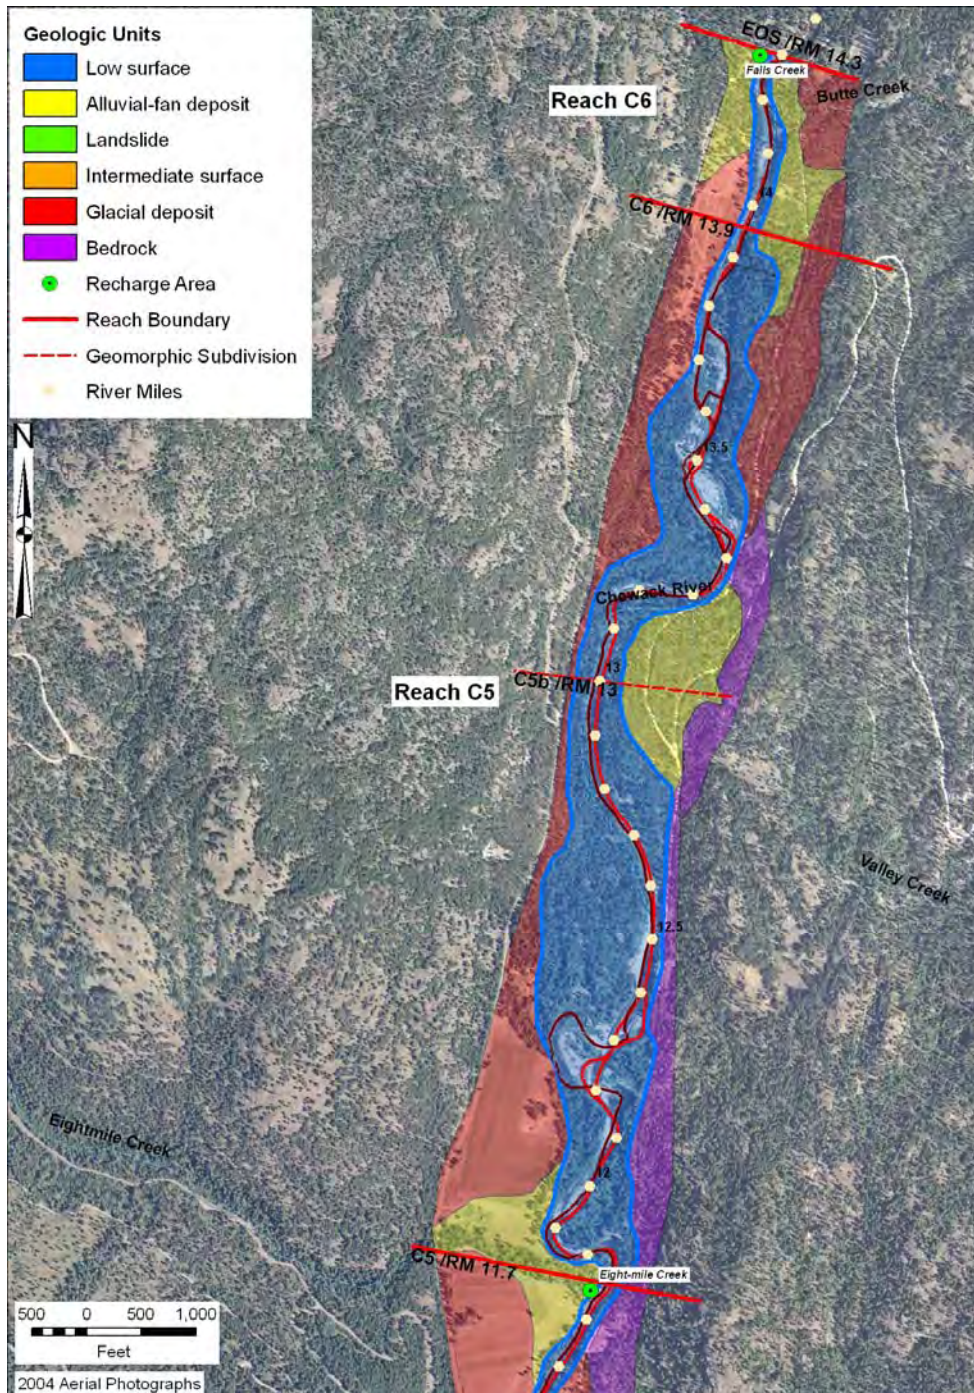 Geologic Units
Low surface
Alluvial-fan deposit
Landslide
Intermediate surface
Glacial deposit
Bedrock
Recharge Area
Reach Boundary
Geomorphic Subdivision
River Miles
EOS /RM 14.3
Falls Creek
Butte Creek
Reach C6
14
C6 /RM 13.9
N
13.5
Chewack River
13
C5b /RM 13
Reach C5
Valley Creek
12.5
Eightmile Creek
12
C5 /RM 11.7
Eight-mile Creek
500 0 500 1,000
Feet
2004 Aerial Photographs